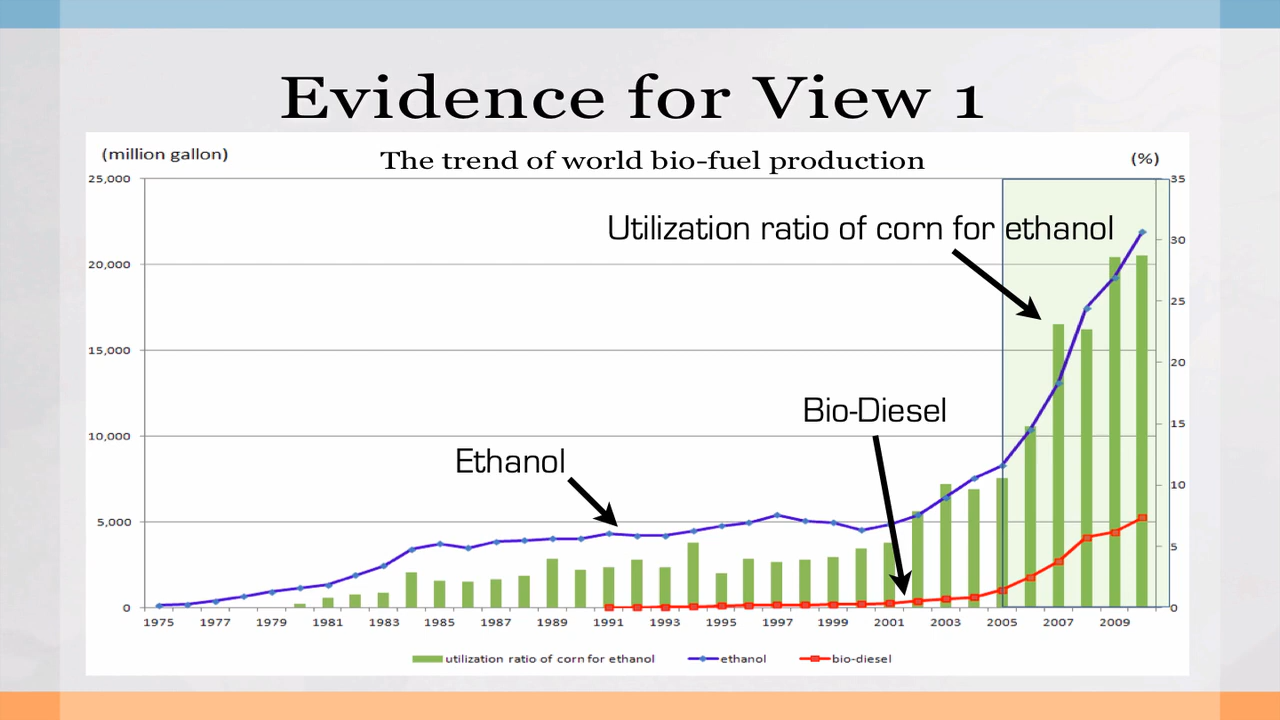 Evidence for View 1
(million gallon)
The trend of world bio-fuel production
(%)
25,000
35
Utilization ratio of corn for ethanol
30
20,000
25
15,000
20
Bio-Diesel
15
10,000
Ethanol
10
5,000
5
0
0
1975 1977 1979 1981 1983 1985 1987 1989 1991 1993 1995 1997 1999 2001 2003 2005 2007 2009
utilization ratio of corn for ethanol ethanol bio-diesel